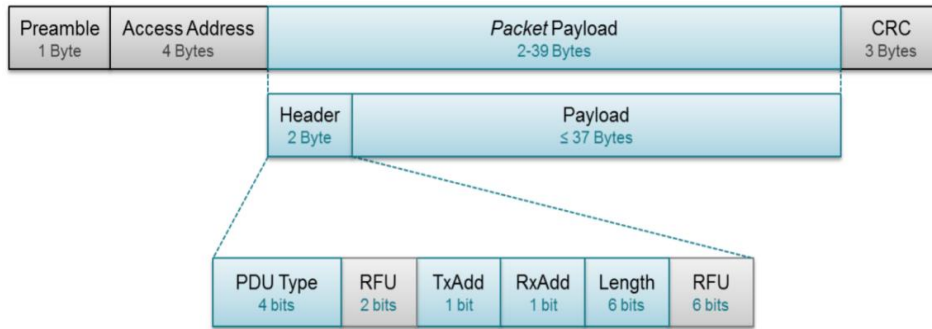 Preamble Access Address Packet Payload CRC
1 Byte 4 Bytes 2-39 Bytes 3 Bytes
Header Payload
2 Byte ≤ 37 Bytes
PDU Type RFU TxAdd RxAdd Length RFU
4 bits 2 bits 1 bit 1 bit 6 bits 6 bits